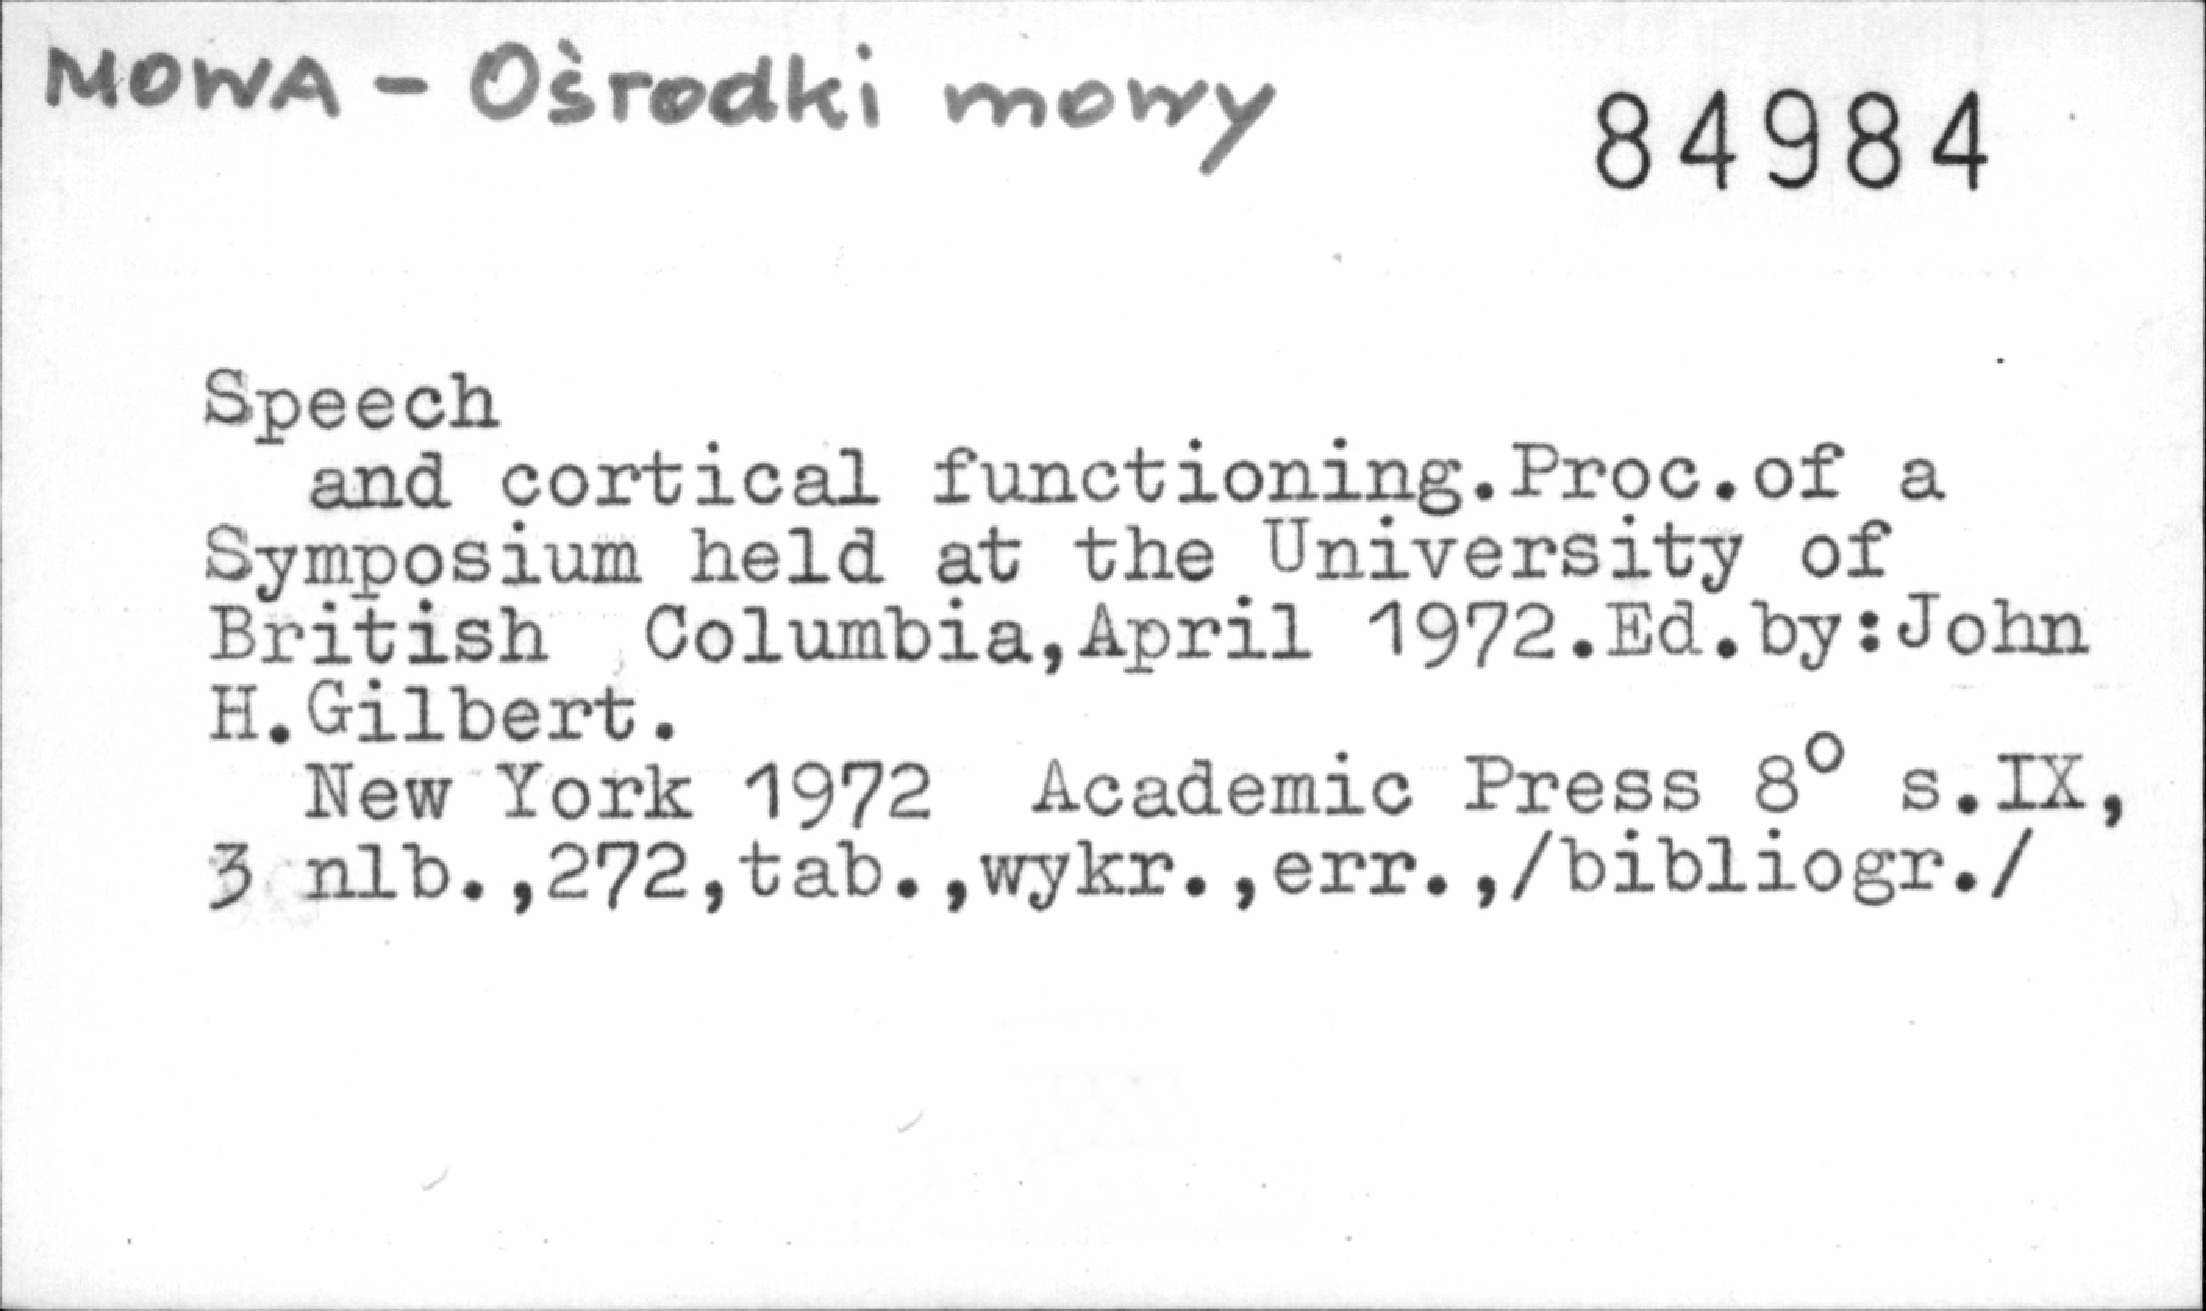 MOWA - Ośrodki mowy
84984
Speech
and cortical functioning.Proc.of a
Symposium held at the University of
British Columbia,April 1972.Ed.by:John
H.Gilbert.
New York 1972 Academic Press 8° s.IX,
3 nlb.,272,tab.,wykr.,err.,/bibliogr./